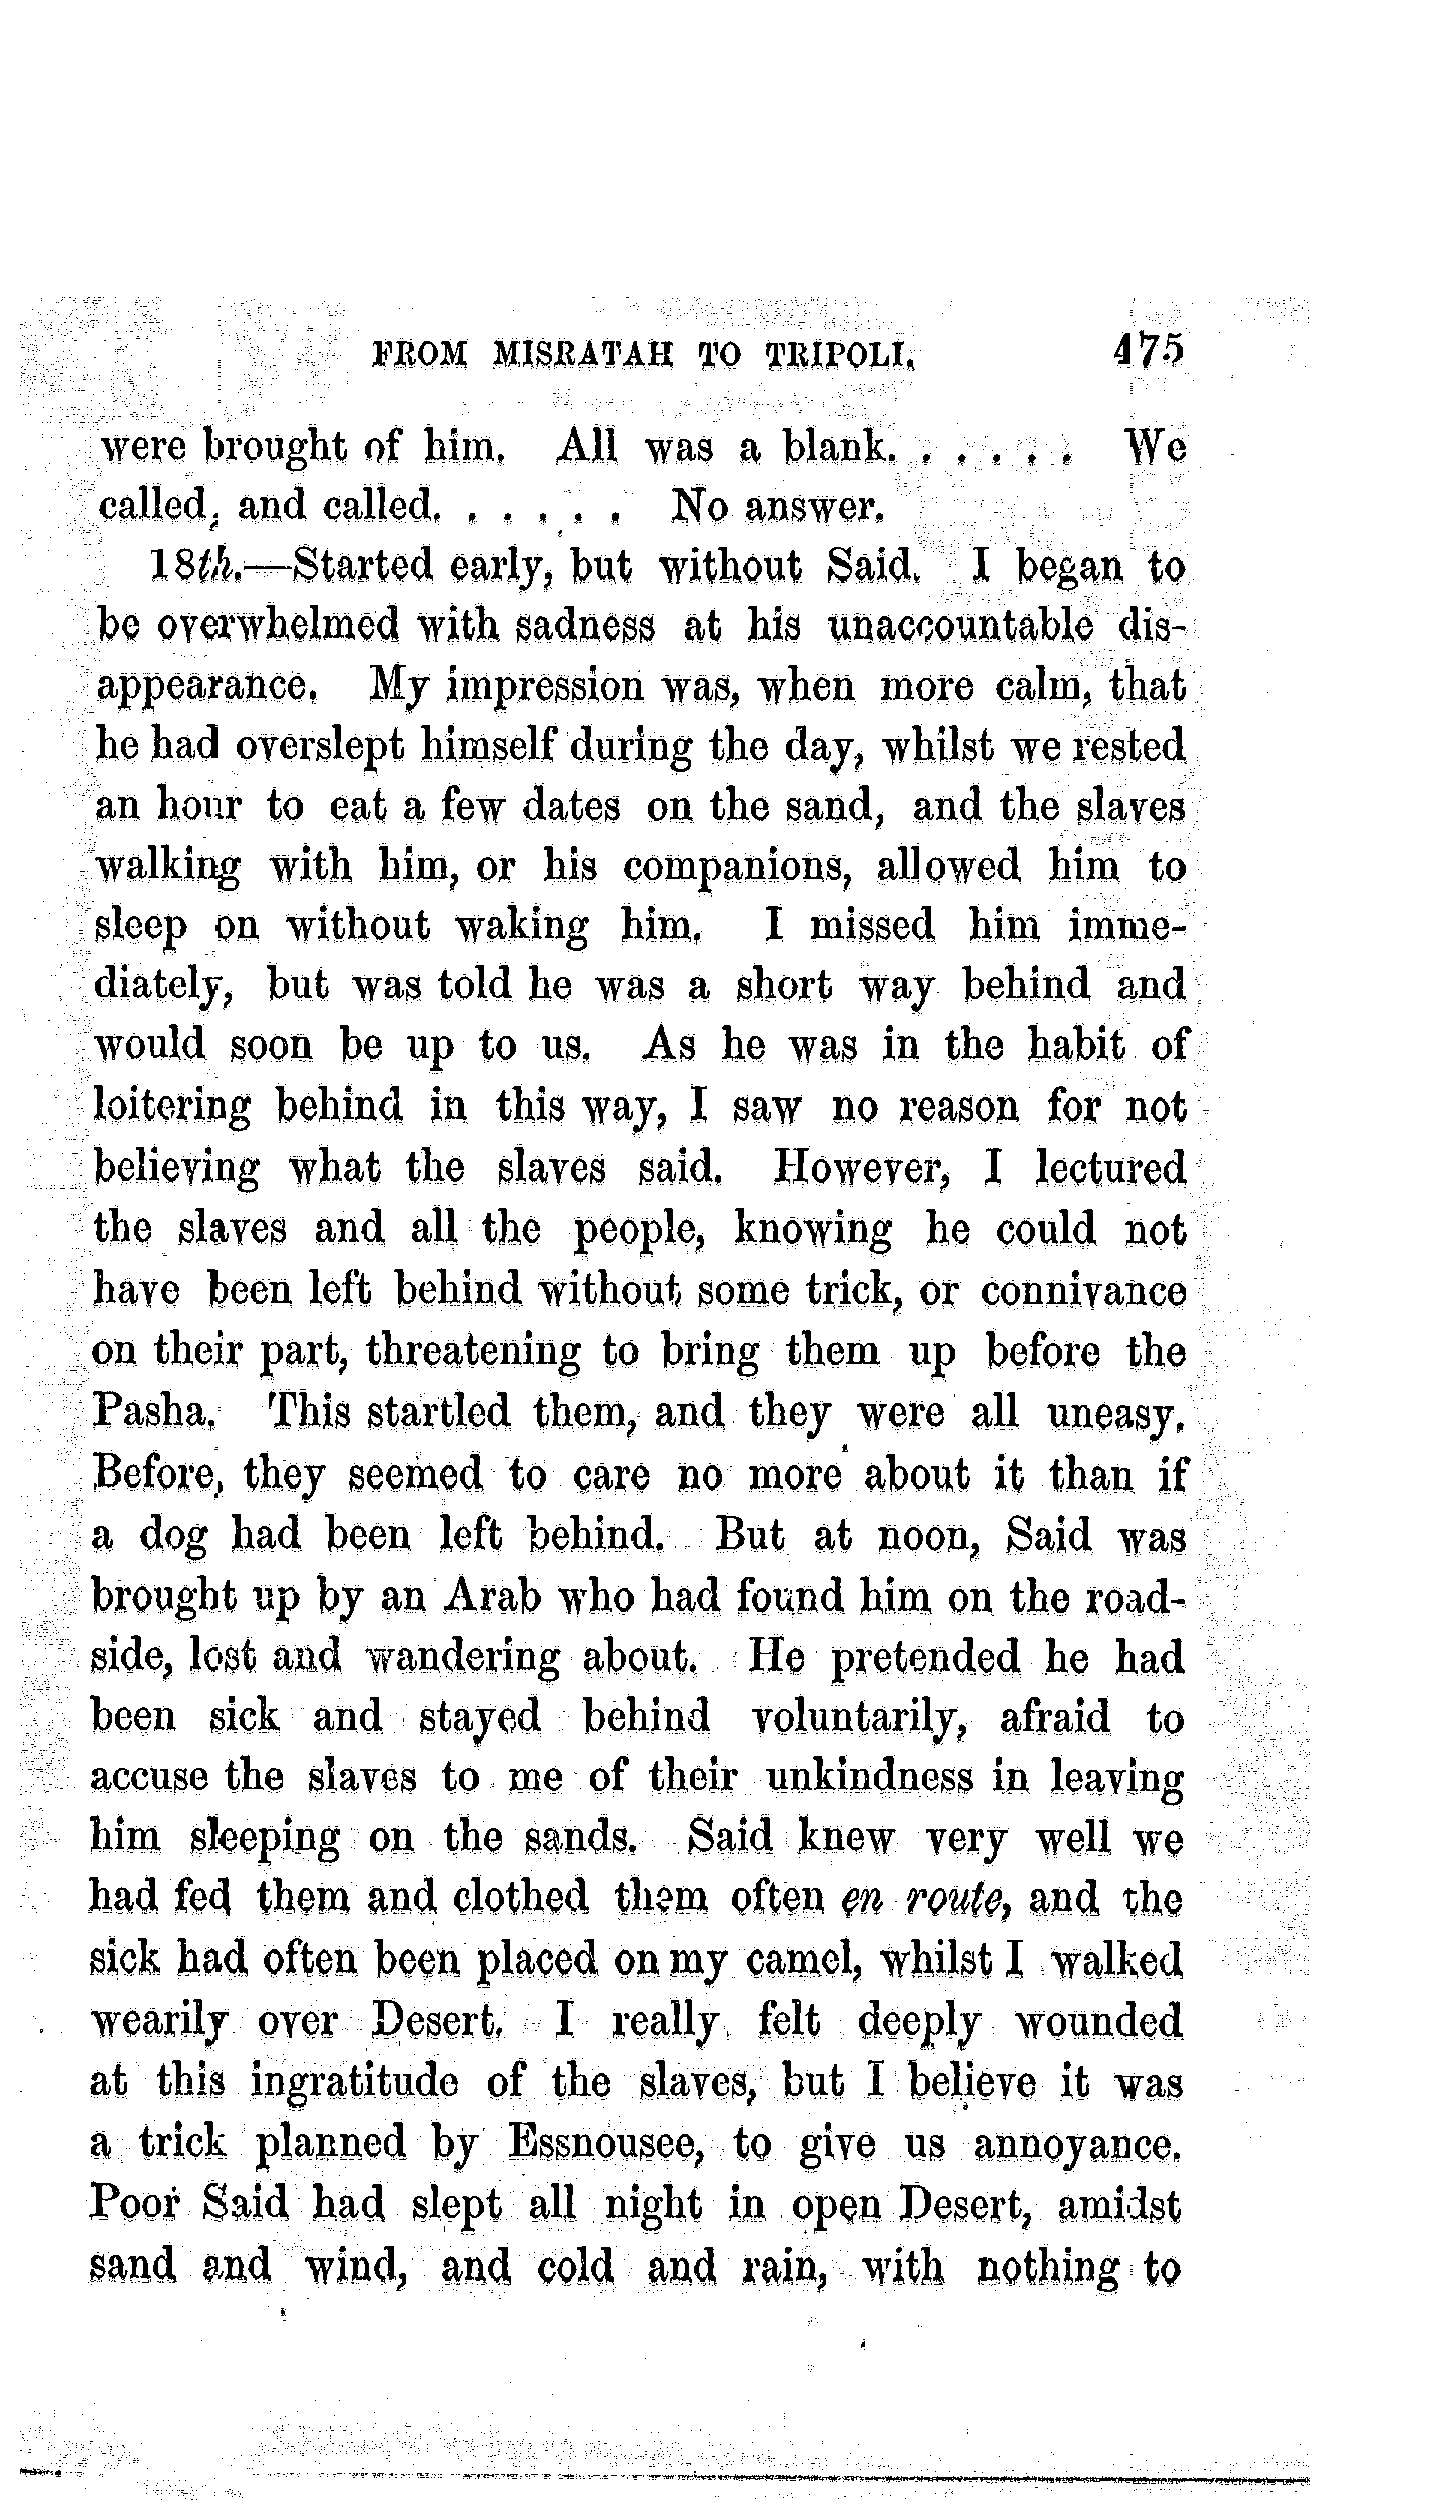 FROM MISRATAH TO TRIPOLI. 475
were brought of him. All was a blank. . . . . . We
called, and called. . . . . . No answer.
18th.—Started early, but without Said. I began to
be overwhelmed with sadness at his unaccountable dis-
appearance. My impression was, when more calm, that
he had overslept himself during the day, whilst we rested
an hour to eat a few dates on the sand, and the slaves
walking with him, or his companions, allowed him to
sleep on without waking him. I missed him imme-
diately, but was told he was a short way behind and
would soon be up to us. As he was in the habit of
loitering behind in this way, I saw no reason for not
believing what the slaves said. However, I lectured
the slaves and all the people, knowing he could not
have been left behind without some trick, or connivance
on their part, threatening to bring them up before the
Pasha. This startled them, and they were all uneasy.
Before, they seemed to care no more about it than if
a dog had been left behind. But at noon, Said was
brought up by an Arab who had found him on the road-
side, lost and wandering about. He pretended he had
been sick and stayed behind voluntarily, afraid to
accuse the slaves to me of their unkindness in leaving
him sleeping on the sands. Said knew very well we
had fed them and clothed them often en route, and the
sick had often been placed on my camel, whilst I walked
wearily over Desert. I really felt deeply wounded
at this ingratitude of the slaves, but I believe it was
a trick planned by Essnousee, to give us annoyance.
Poor Said had slept all night in open Desert, amidst
sand and wind, and cold and rain, with nothing to